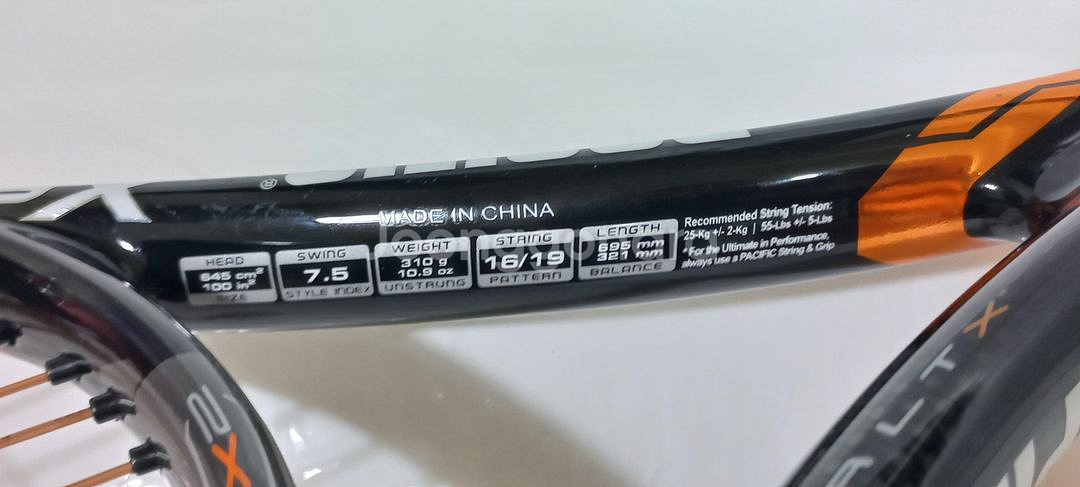 MADE IN CHINA
HEAD
645 cm²
100 in²
SIZE
SWING
7.5
STYLE INDEX
WEIGHT
310 g
10.9 oz
UNSTRUNG
STRING
16/19
PATTERN
LENGTH
695 mm
321 mm
BALANCE
Recommended String Tension:
25-Kg +/- 2-Kg | 55-Lbs +/- 5-Lbs
*For the Ultimate in Performance,
always use a PACIFIC String & Grip
ALT X
2X